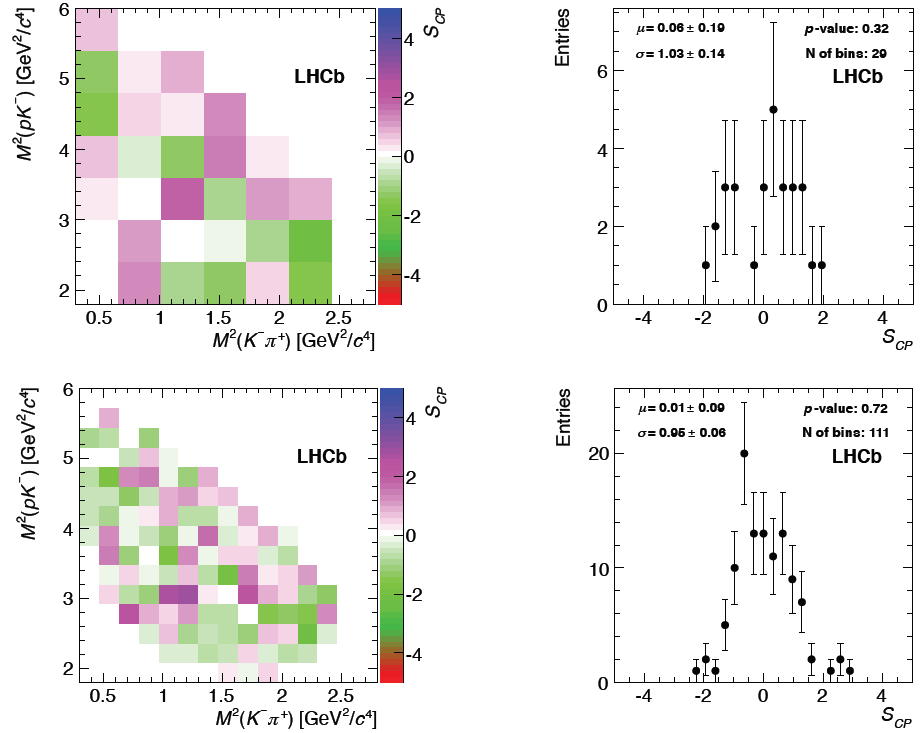 M²(pK⁻) [GeV²/c⁴]
6
5
4
3
2
0.5 1 1.5 2 2.5
M²(K⁻π⁺) [GeV²/c⁴]
LHCb
S_CP
4
2
0
-2
-4
Entries
6
4
2
0
-4 -2 0 2 4
S_CP
μ = 0.06 ± 0.19
σ = 1.03 ± 0.14
p-value: 0.32
N of bins: 29
LHCb
M²(pK⁻) [GeV²/c⁴]
6
5
4
3
2
0.5 1 1.5 2 2.5
M²(K⁻π⁺) [GeV²/c⁴]
LHCb
S_CP
4
2
0
-2
-4
Entries
20
10
0
-4 -2 0 2 4
S_CP
μ = 0.01 ± 0.09
σ = 0.95 ± 0.06
p-value: 0.72
N of bins: 111
LHCb